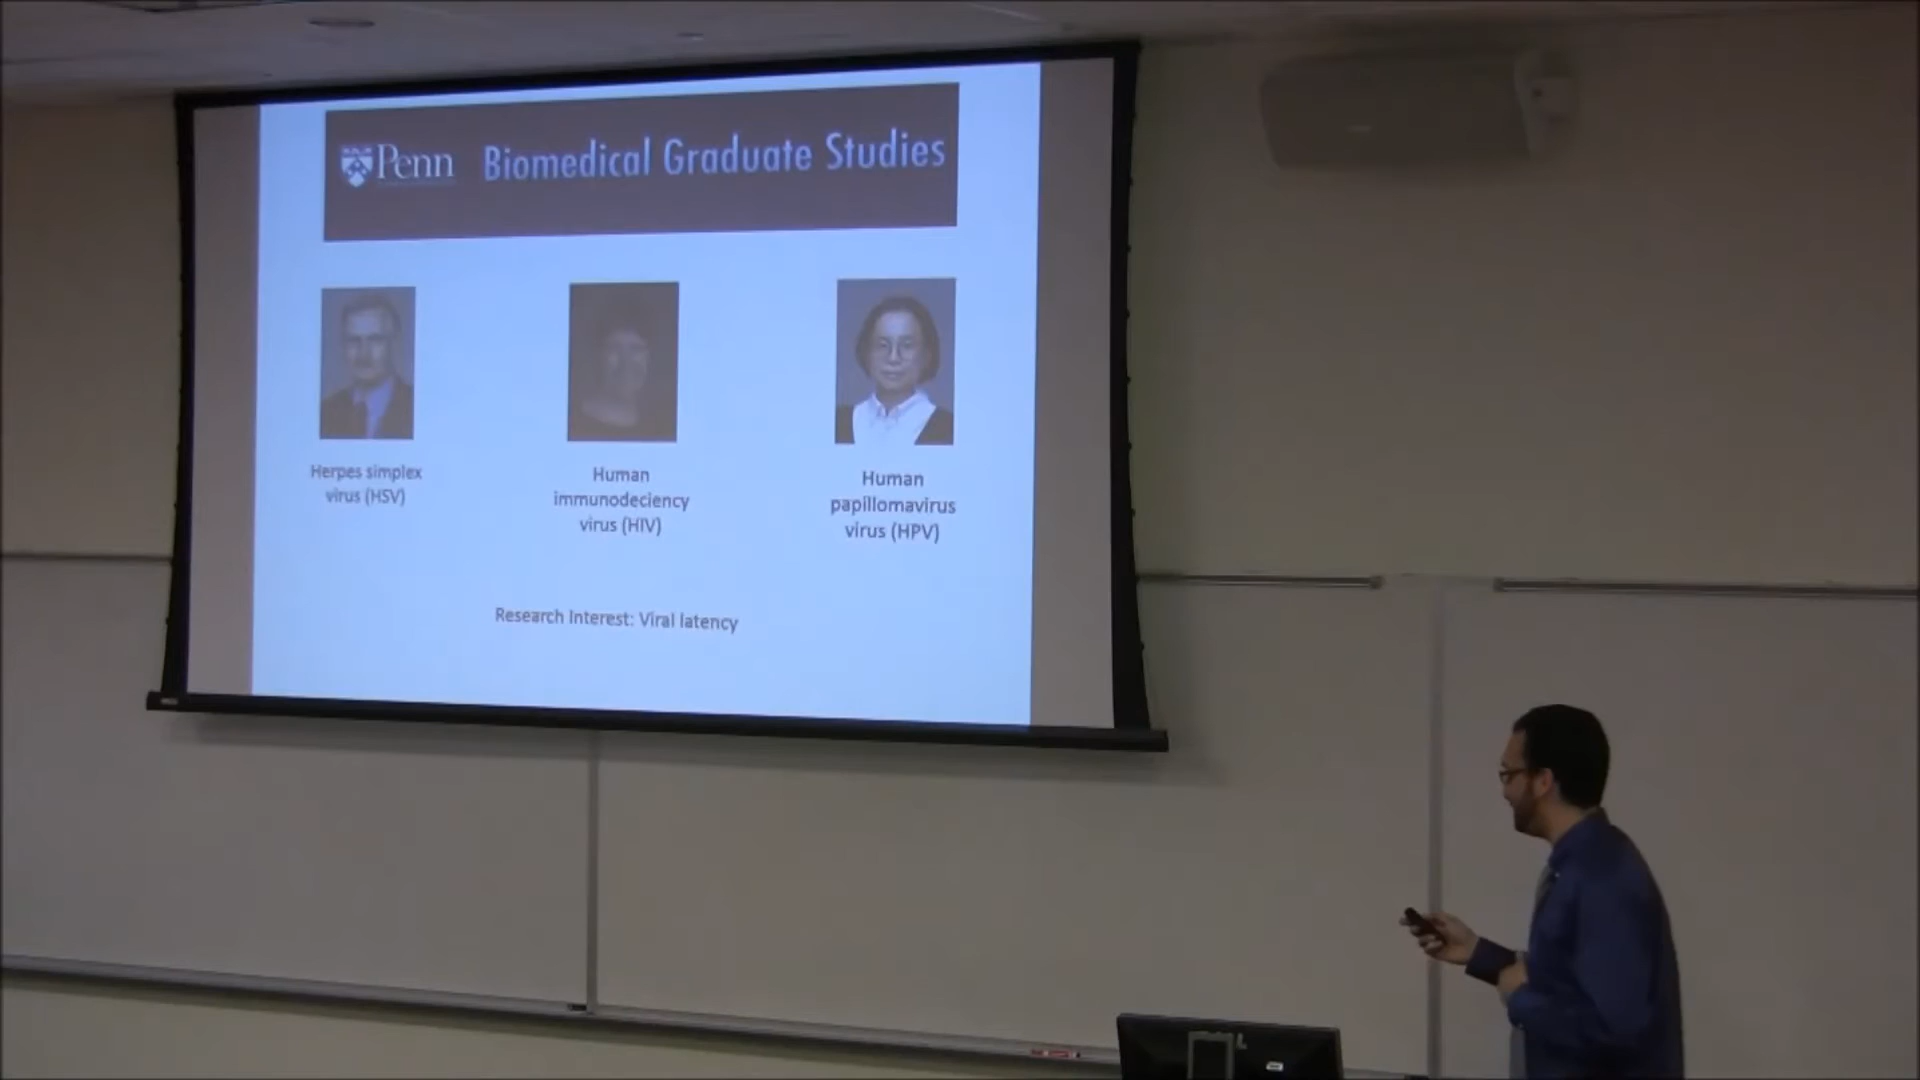 Penn Biomedical Graduate Studies
Herpes simplex
virus (HSV)
Human
immunodeciency
virus (HIV)
Human
papillomavirus
virus (HPV)
Research Interest: Viral latency